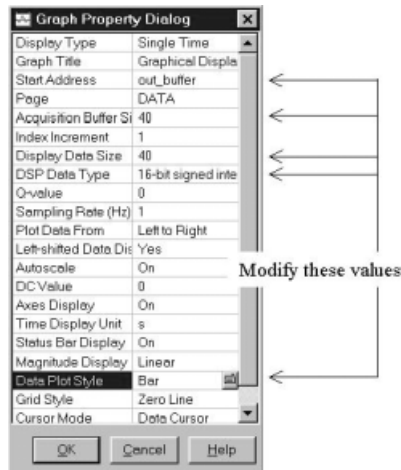 Graph Property Dialog
Display Type Single Time
Graph Title Graphical Displa
Start Address out_buffer
Page DATA
Acquisition Buffer Si 40
Index Increment 1
Display Data Size 40
DSP Data Type 16-bit signed inte
Q-value 0
Sampling Rate (Hz) 1
Plot Data From Left to Right
Left-shifted Data Dis Yes
Autoscale On
DC Value 0
Axes Display On
Time Display Unit s
Status Bar Display On
Magnitude Display Linear
Data Plot Style Bar
Grid Style Zero Line
Cursor Mode Data Cursor
OK Cancel Help
Modify these values